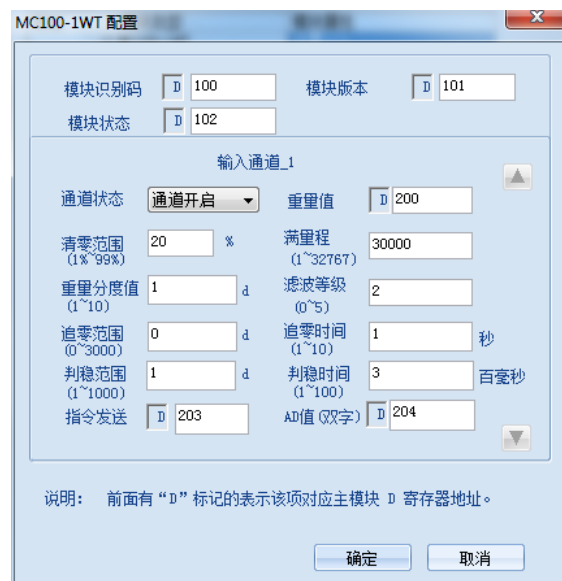 MC100-1WT 配置
模块识别码 D 100 模块版本 D 101
模块状态 D 102
输入通道_1
通道状态 通道开启 重量值 D 200
清零范围 20 % 满里程 30000
(1%~99%) (1~32767)
重量分度值 1 d 滤波等级 2
(1~10) (0~5)
追零范围 0 d 追零时间 1 秒
(0~3000) (1~10)
判稳范围 1 d 判稳时间 3 百毫秒
(1~1000) (1~100)
指令发送 D 203 AD值(双字) D 204
说明： 前面有“D”标记的表示该项对应主模块 D 寄存器地址。
确定 取消